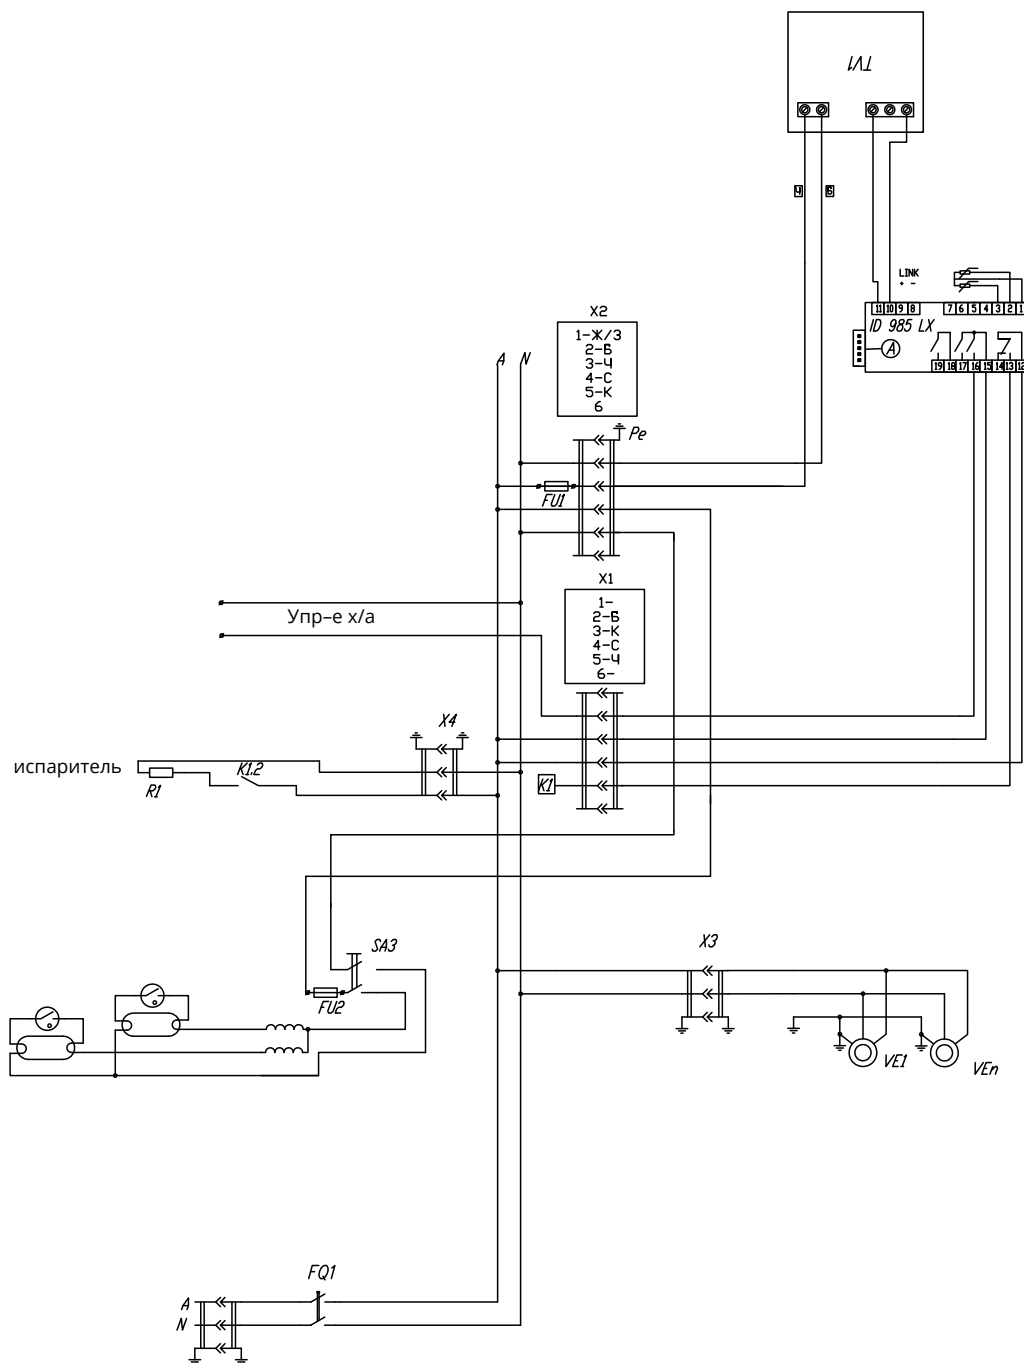 TV1
Ч Б
LINK
+ -
11 10 9 8 7 6 5 4 3 2 1
ID 985 LX
A
19 18 17 16 15 14 13 12
X2
1-Ж/З
2-Б
3-Ч
4-С
5-К
6
A N
Pe
FU1
X1
1-
2-Б
3-К
4-С
5-Ч
6-
Упр-е х/а
X4
испаритель
K1.2
R1
K1
SA3
FU2
X3
VE1
VEn
FQ1
A
N